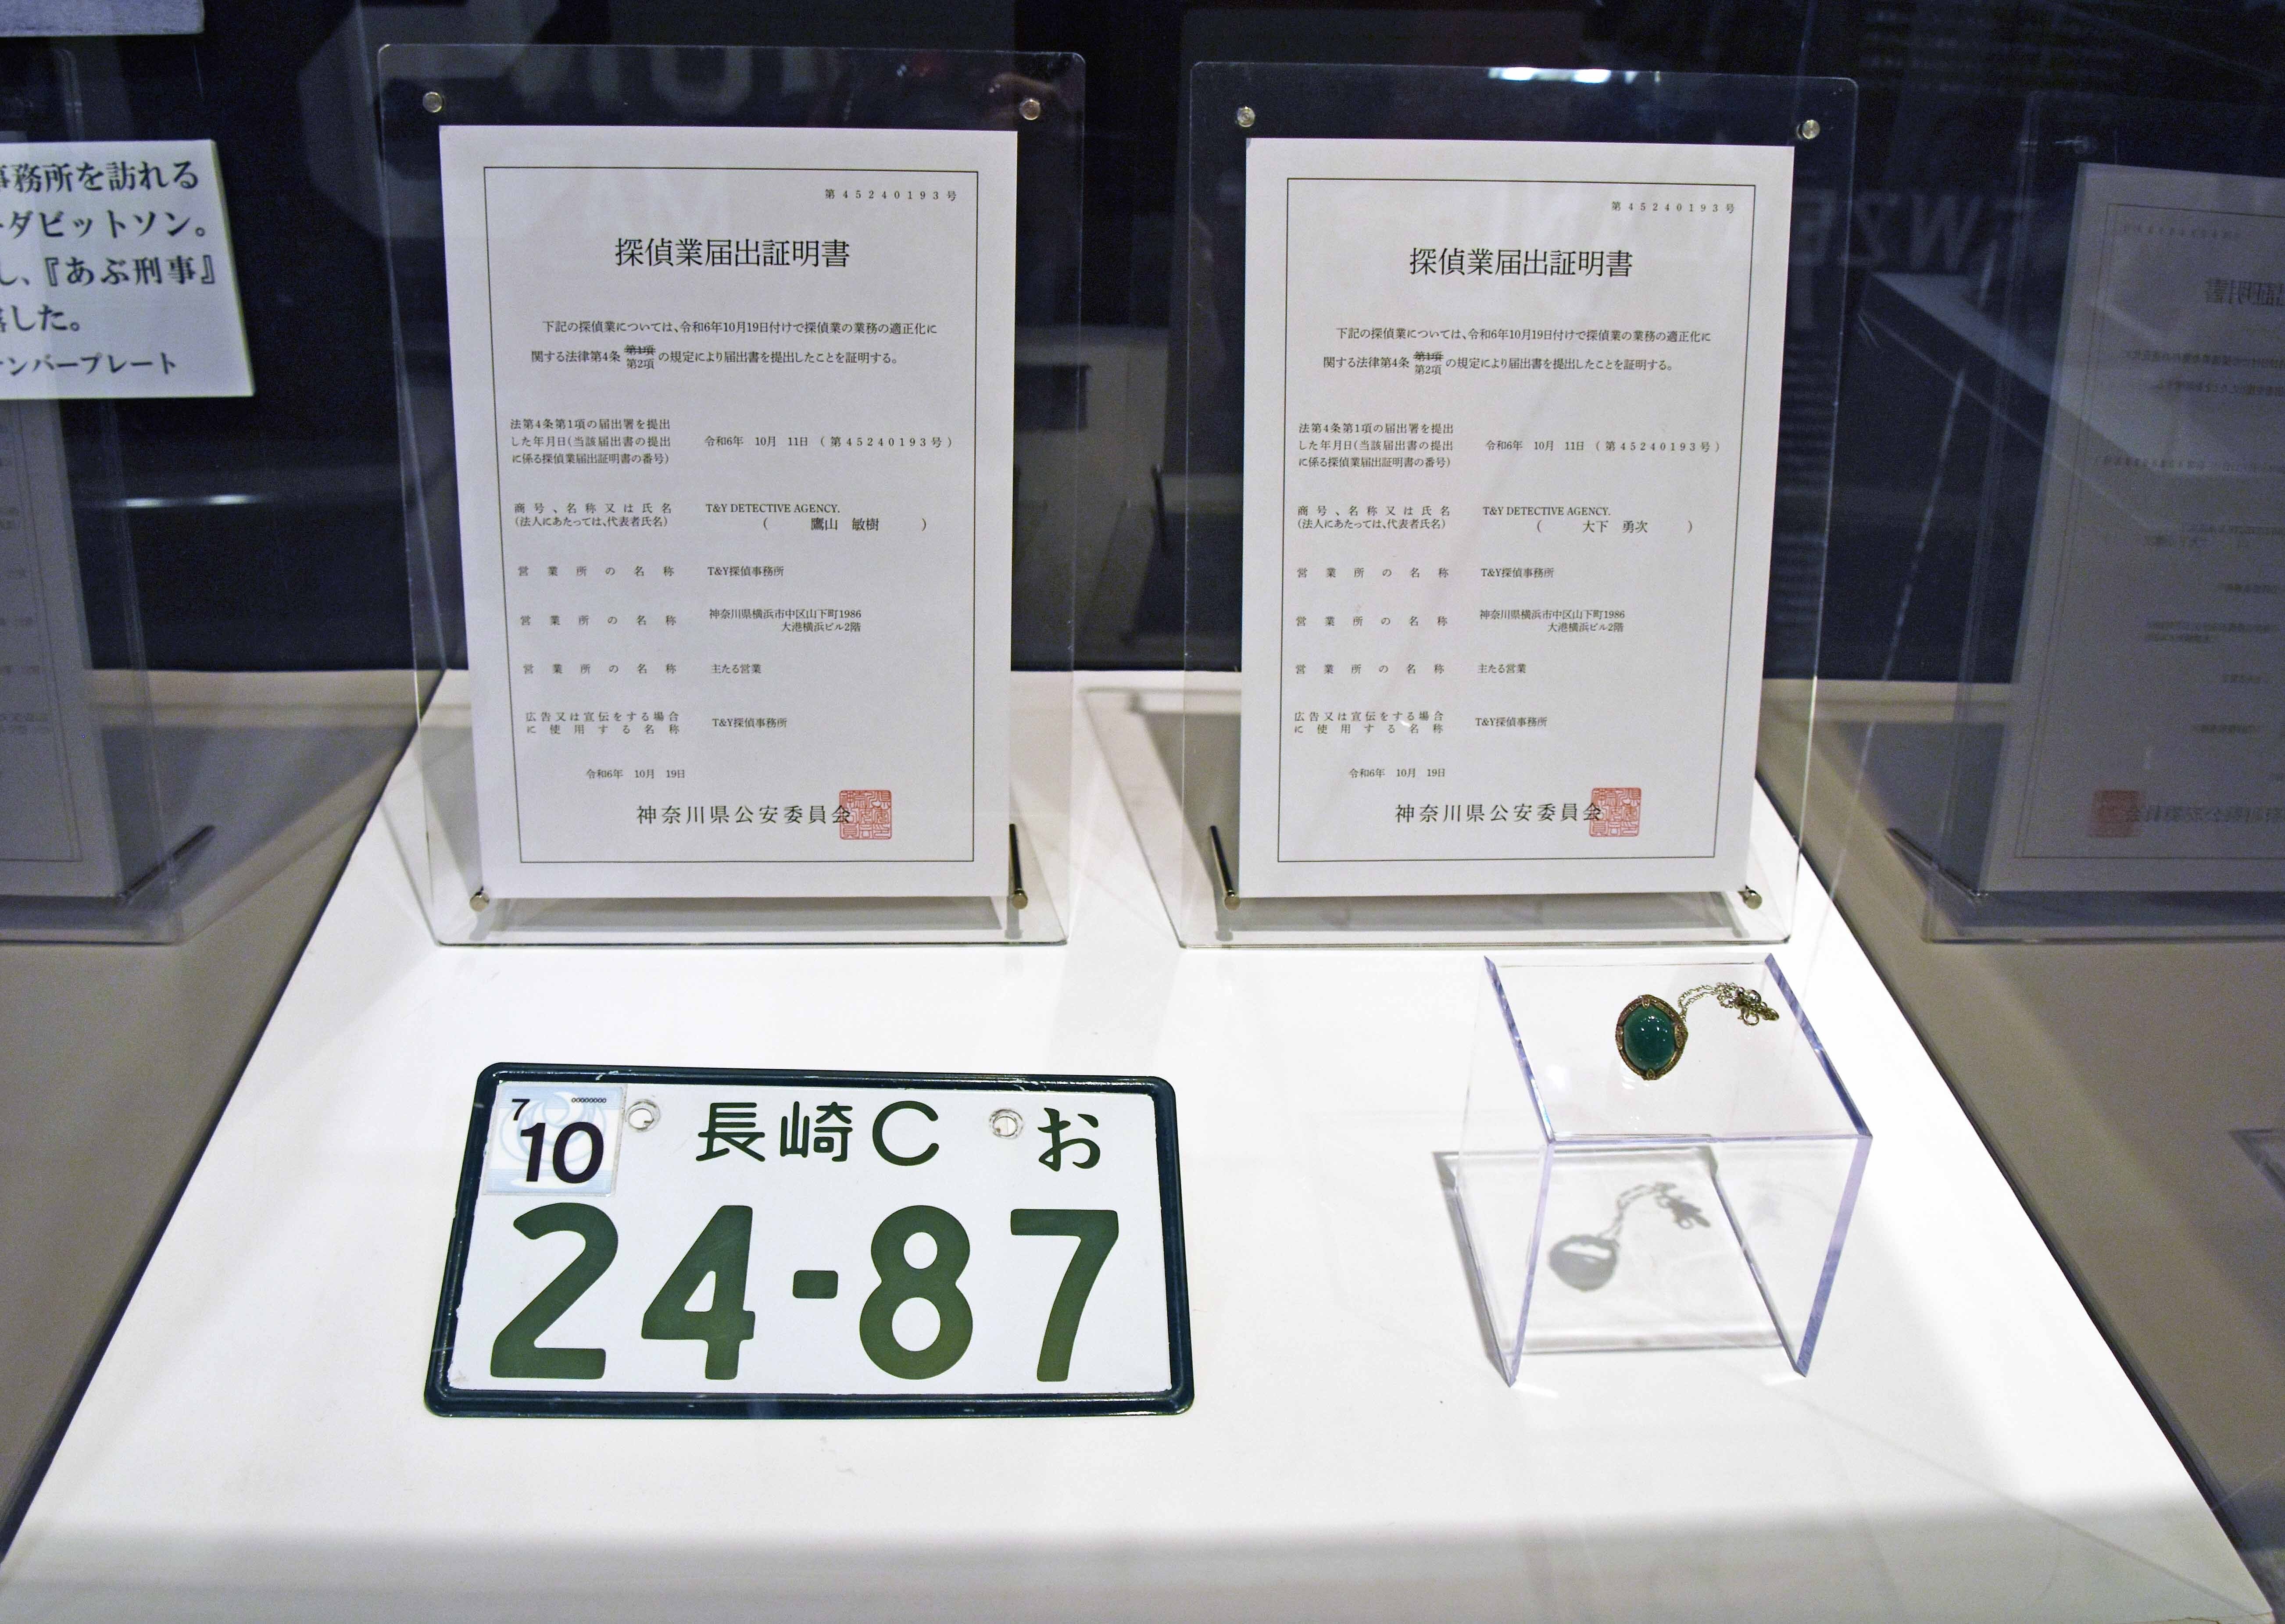 事務所を訪れる
ーダビットソン。
し、『あぶ刑事』
した。
ンバープレート
第45240193号
探偵業届出証明書
下記の探偵業については、令和6年10月19日付けで探偵業の業務の適正化に
関する法律第4条 第1項 第2項 の規定により届出書を提出したことを証明する。
法第4条第1項の届出署を提出
した年月日(当該届出書の提出
に係る探偵業届出証明書の番号)
令和6年 10月 11日 (第45240193号)
商号、名称又は氏名
(法人にあたっては、代表者氏名)
T&Y DETECTIVE AGENCY.
( 鷹山 敏樹 )
営業所の名称 T&Y探偵事務所
営業所の名称 神奈川県横浜市中区山下町1986
大港横浜ビル2階
営業所の名称 主たる営業
広告又は宣伝をする場合
に使用する名称
T&Y探偵事務所
令和6年 10月 19日
神奈川県公安委員会
第45240193号
探偵業届出証明書
下記の探偵業については、令和6年10月19日付けで探偵業の業務の適正化に
関する法律第4条 第1項 第2項 の規定により届出書を提出したことを証明する。
法第4条第1項の届出署を提出
した年月日(当該届出書の提出
に係る探偵業届出証明書の番号)
令和6年 10月 11日 (第45240193号)
商号、名称又は氏名
(法人にあたっては、代表者氏名)
T&Y DETECTIVE AGENCY.
( 大下 勇次 )
営業所の名称 T&Y探偵事務所
営業所の名称 神奈川県横浜市中区山下町1986
大港横浜ビル2階
営業所の名称 主たる営業
広告又は宣伝をする場合
に使用する名称
T&Y探偵事務所
令和6年 10月 19日
神奈川県公安委員会
7
10
長崎C お
24-87